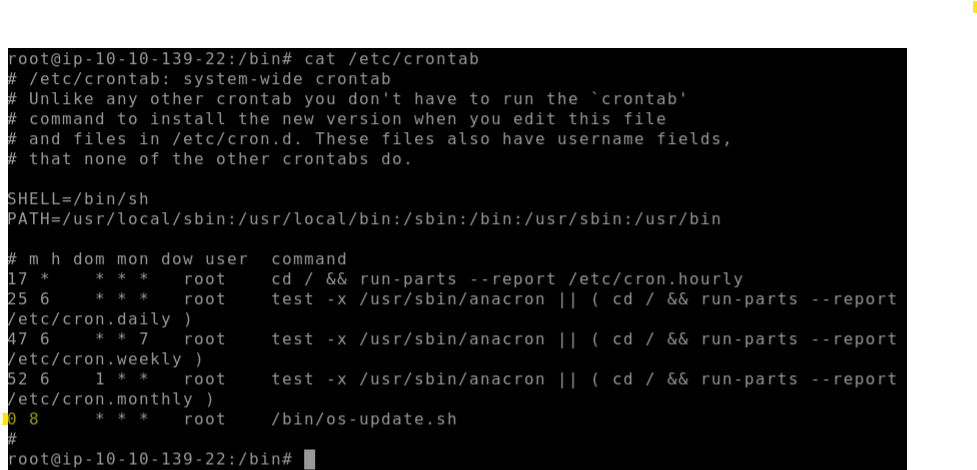 root@ip-10-10-139-22:/bin# cat /etc/crontab
# /etc/crontab: system-wide crontab
# Unlike any other crontab you don't have to run the `crontab'
# command to install the new version when you edit this file
# and files in /etc/cron.d. These files also have username fields,
# that none of the other crontabs do.

SHELL=/bin/sh
PATH=/usr/local/sbin:/usr/local/bin:/sbin:/bin:/usr/sbin:/usr/bin

# m h dom mon dow user  command
17 *    * * *   root    cd / && run-parts --report /etc/cron.hourly
25 6    * * *   root    test -x /usr/sbin/anacron || ( cd / && run-parts --report
/etc/cron.daily )
47 6    * * 7   root    test -x /usr/sbin/anacron || ( cd / && run-parts --report
/etc/cron.weekly )
52 6    1 * *   root    test -x /usr/sbin/anacron || ( cd / && run-parts --report
/etc/cron.monthly )
0 8     * * *   root    /bin/os-update.sh
#
root@ip-10-10-139-22:/bin#